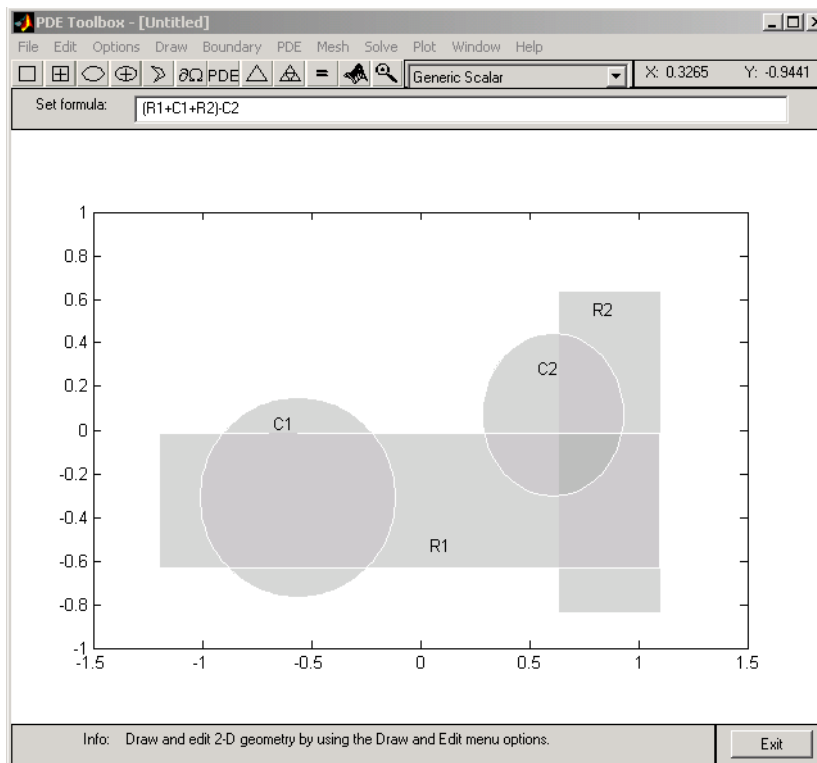 PDE Toolbox - [Untitled]
File Edit Options Draw Boundary PDE Mesh Solve Plot Window Help
∂Ω PDE = Generic Scalar X: 0.3265 Y: -0.9441
Set formula: (R1+C1+R2)-C2
1
0.8
0.6
R2
0.4
C2
0.2
C1
0
-0.2
-0.4
R1
-0.6
-0.8
-1
-1.5 -1 -0.5 0 0.5 1 1.5
Info: Draw and edit 2-D geometry by using the Draw and Edit menu options. Exit